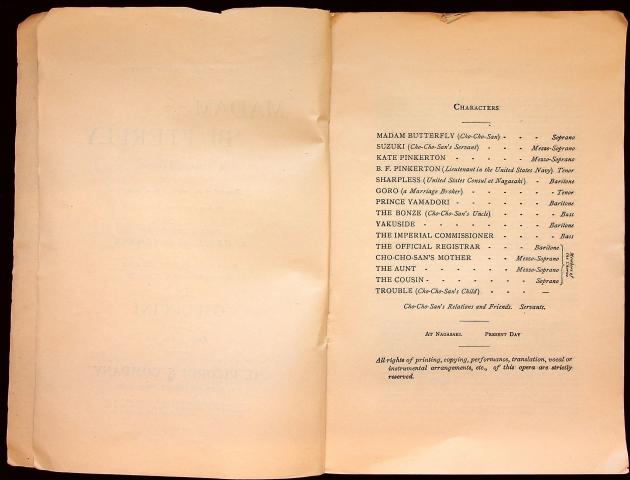 CHARACTERS
MADAM BUTTERFLY (Cho-Cho-San) - - - Soprano
SUZUKI (Cho-Cho-San's Servant) - - - Mezzo-Soprano
KATE PINKERTON - - - - - Mezzo-Soprano
B. F. PINKERTON (Lieutenant in the United States Navy) Tenor
SHARPLESS (United States Consul at Nagasaki) - Baritone
GORO (a Marriage Broker) - - - - - Tenor
PRINCE YAMADORI - - - - - Baritone
THE BONZE (Cho-Cho-San's Uncle) - - - - Bass
YAKUSIDE - - - - - - - Baritone
THE IMPERIAL COMMISSIONER - - - - Bass
THE OFFICIAL REGISTRAR - - - Baritone
CHO-CHO-SAN'S MOTHER - - - Mezzo-Soprano
THE AUNT - - - - - - Mezzo-Soprano
THE COUSIN - - - - - - Soprano
Members of
the Chorus
TROUBLE (Cho-Cho-San's Child) - - - - —
Cho-Cho-San's Relations and Friends. Servants.
AT NAGASAKI. PRESENT DAY
All rights of printing, copying, performance, translation, vocal or
instrumental arrangements, etc., of this opera are strictly
reserved.